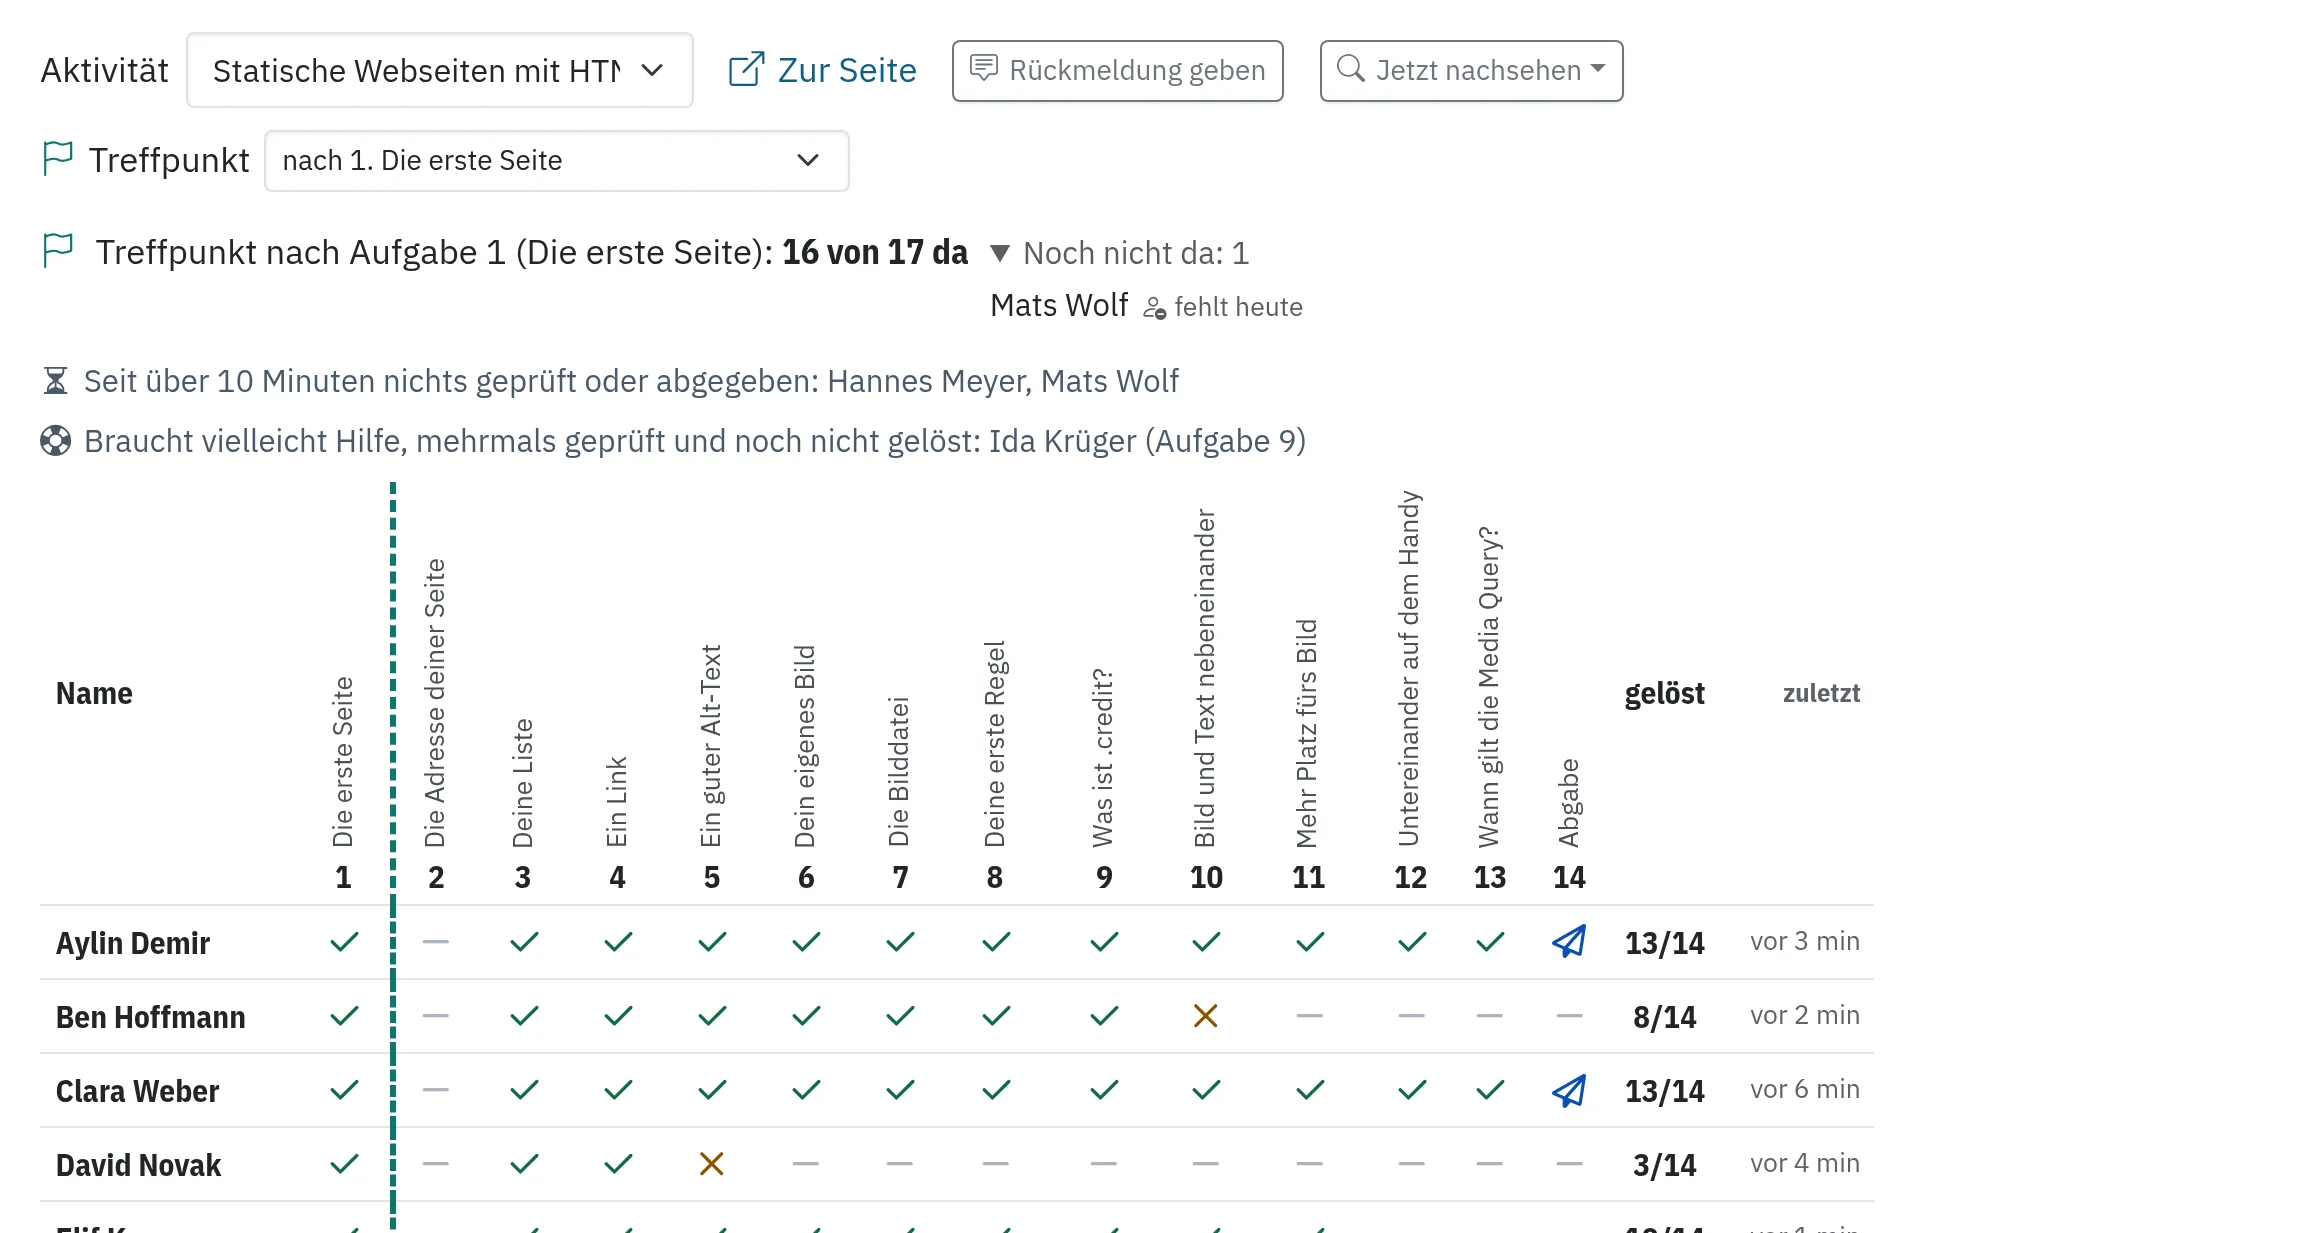 Aktivität Statische Webseiten mit HTM Zur Seite Rückmeldung geben Jetzt nachsehen
Treffpunkt nach 1. Die erste Seite
Treffpunkt nach Aufgabe 1 (Die erste Seite): 16 von 17 da ▼ Noch nicht da: 1
Mats Wolf fehlt heute
Seit über 10 Minuten nichts geprüft oder abgegeben: Hannes Meyer, Mats Wolf
Braucht vielleicht Hilfe, mehrmals geprüft und noch nicht gelöst: Ida Krüger (Aufgabe 9)
Name
Die erste Seite
Die Adresse deiner Seite
Deine Liste
Ein Link
Ein guter Alt-Text
Dein eigenes Bild
Die Bilddatei
Deine erste Regel
Was ist .credit?
Bild und Text nebeneinander
Mehr Platz fürs Bild
Untereinander auf dem Handy
Wann gilt die Media Query?
Abgabe
gelöst zuletzt
1 2 3 4 5 6 7 8 9 10 11 12 13 14
Aylin Demir ✓ — ✓ ✓ ✓ ✓ ✓ ✓ ✓ ✓ ✓ ✓ ✓ 13/14 vor 3 min
Ben Hoffmann ✓ — ✓ ✓ ✓ ✓ ✓ ✓ ✓ ✕ — — — — 8/14 vor 2 min
Clara Weber ✓ — ✓ ✓ ✓ ✓ ✓ ✓ ✓ ✓ ✓ ✓ ✓ 13/14 vor 6 min
David Novak ✓ — ✓ ✓ ✕ — — — — — — — — — 3/14 vor 4 min